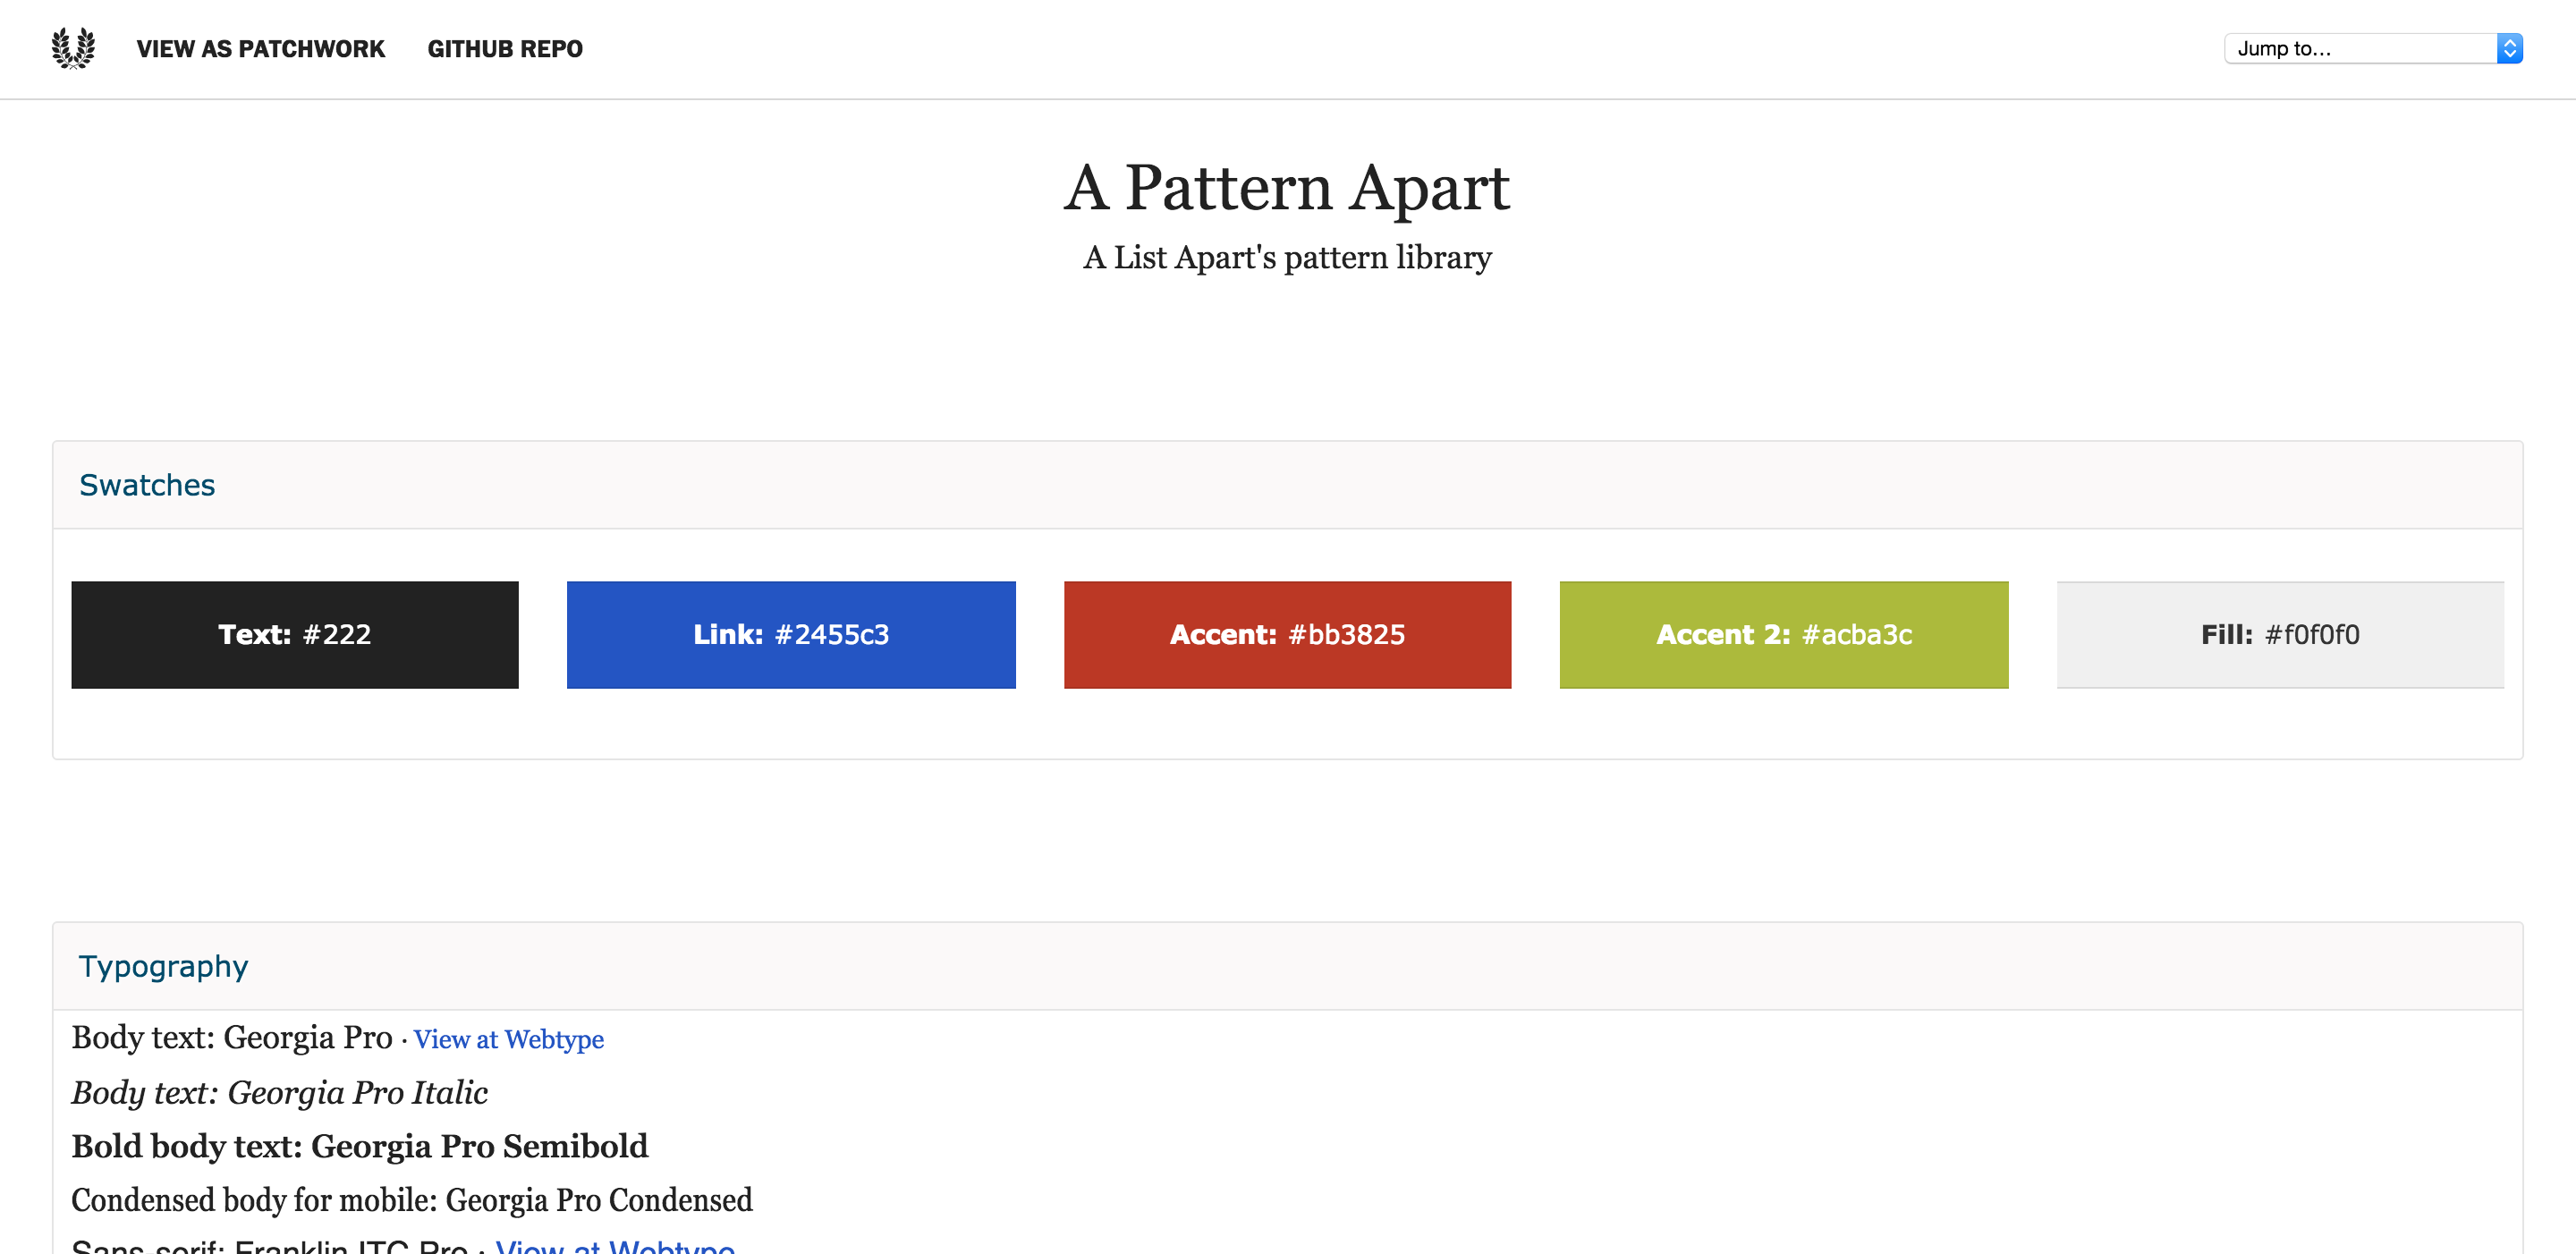 VIEW AS PATCHWORK GITHUB REPO Jump to...
A Pattern Apart
A List Apart's pattern library
Swatches
Text: #222 Link: #2455c3 Accent: #bb3825 Accent 2: #acba3c Fill: #f0f0f0
Typography
Body text: Georgia Pro · View at Webtype
Body text: Georgia Pro Italic
Bold body text: Georgia Pro Semibold
Condensed body for mobile: Georgia Pro Condensed
Sans-serif: Franklin ITC Pro · View at Webtype